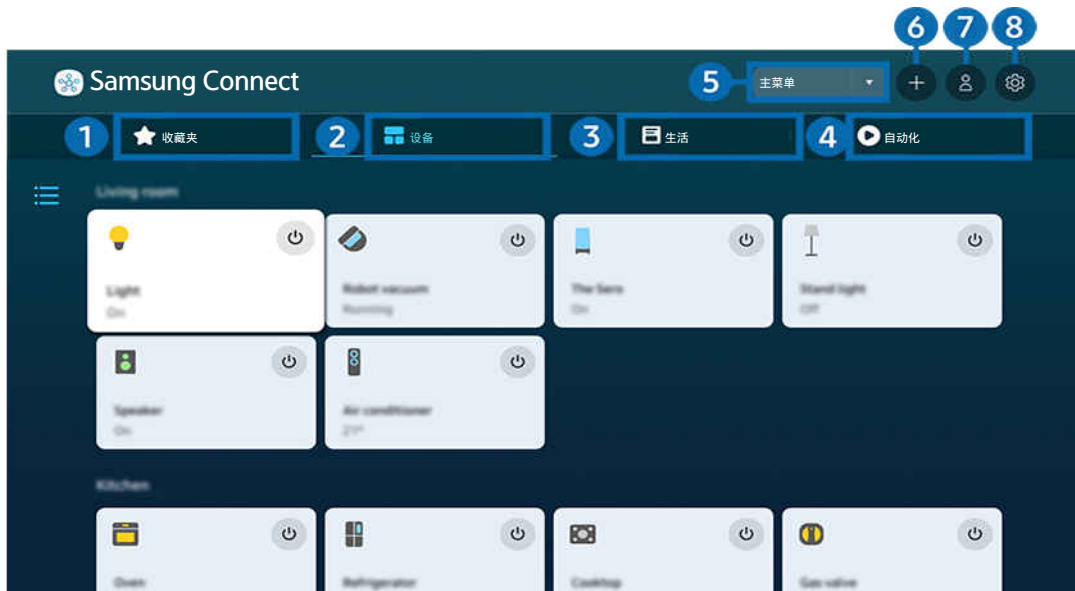 6 7 8
Samsung Connect
5 主菜单
1 收藏夹 2 设备 3 生活 4 自动化
Living room
Light Robot vacuum The Sero Stand light
On Running On Off
Speaker Air conditioner
On 21°
Kitchen
Oven Refrigerator Cooktop Gas valve